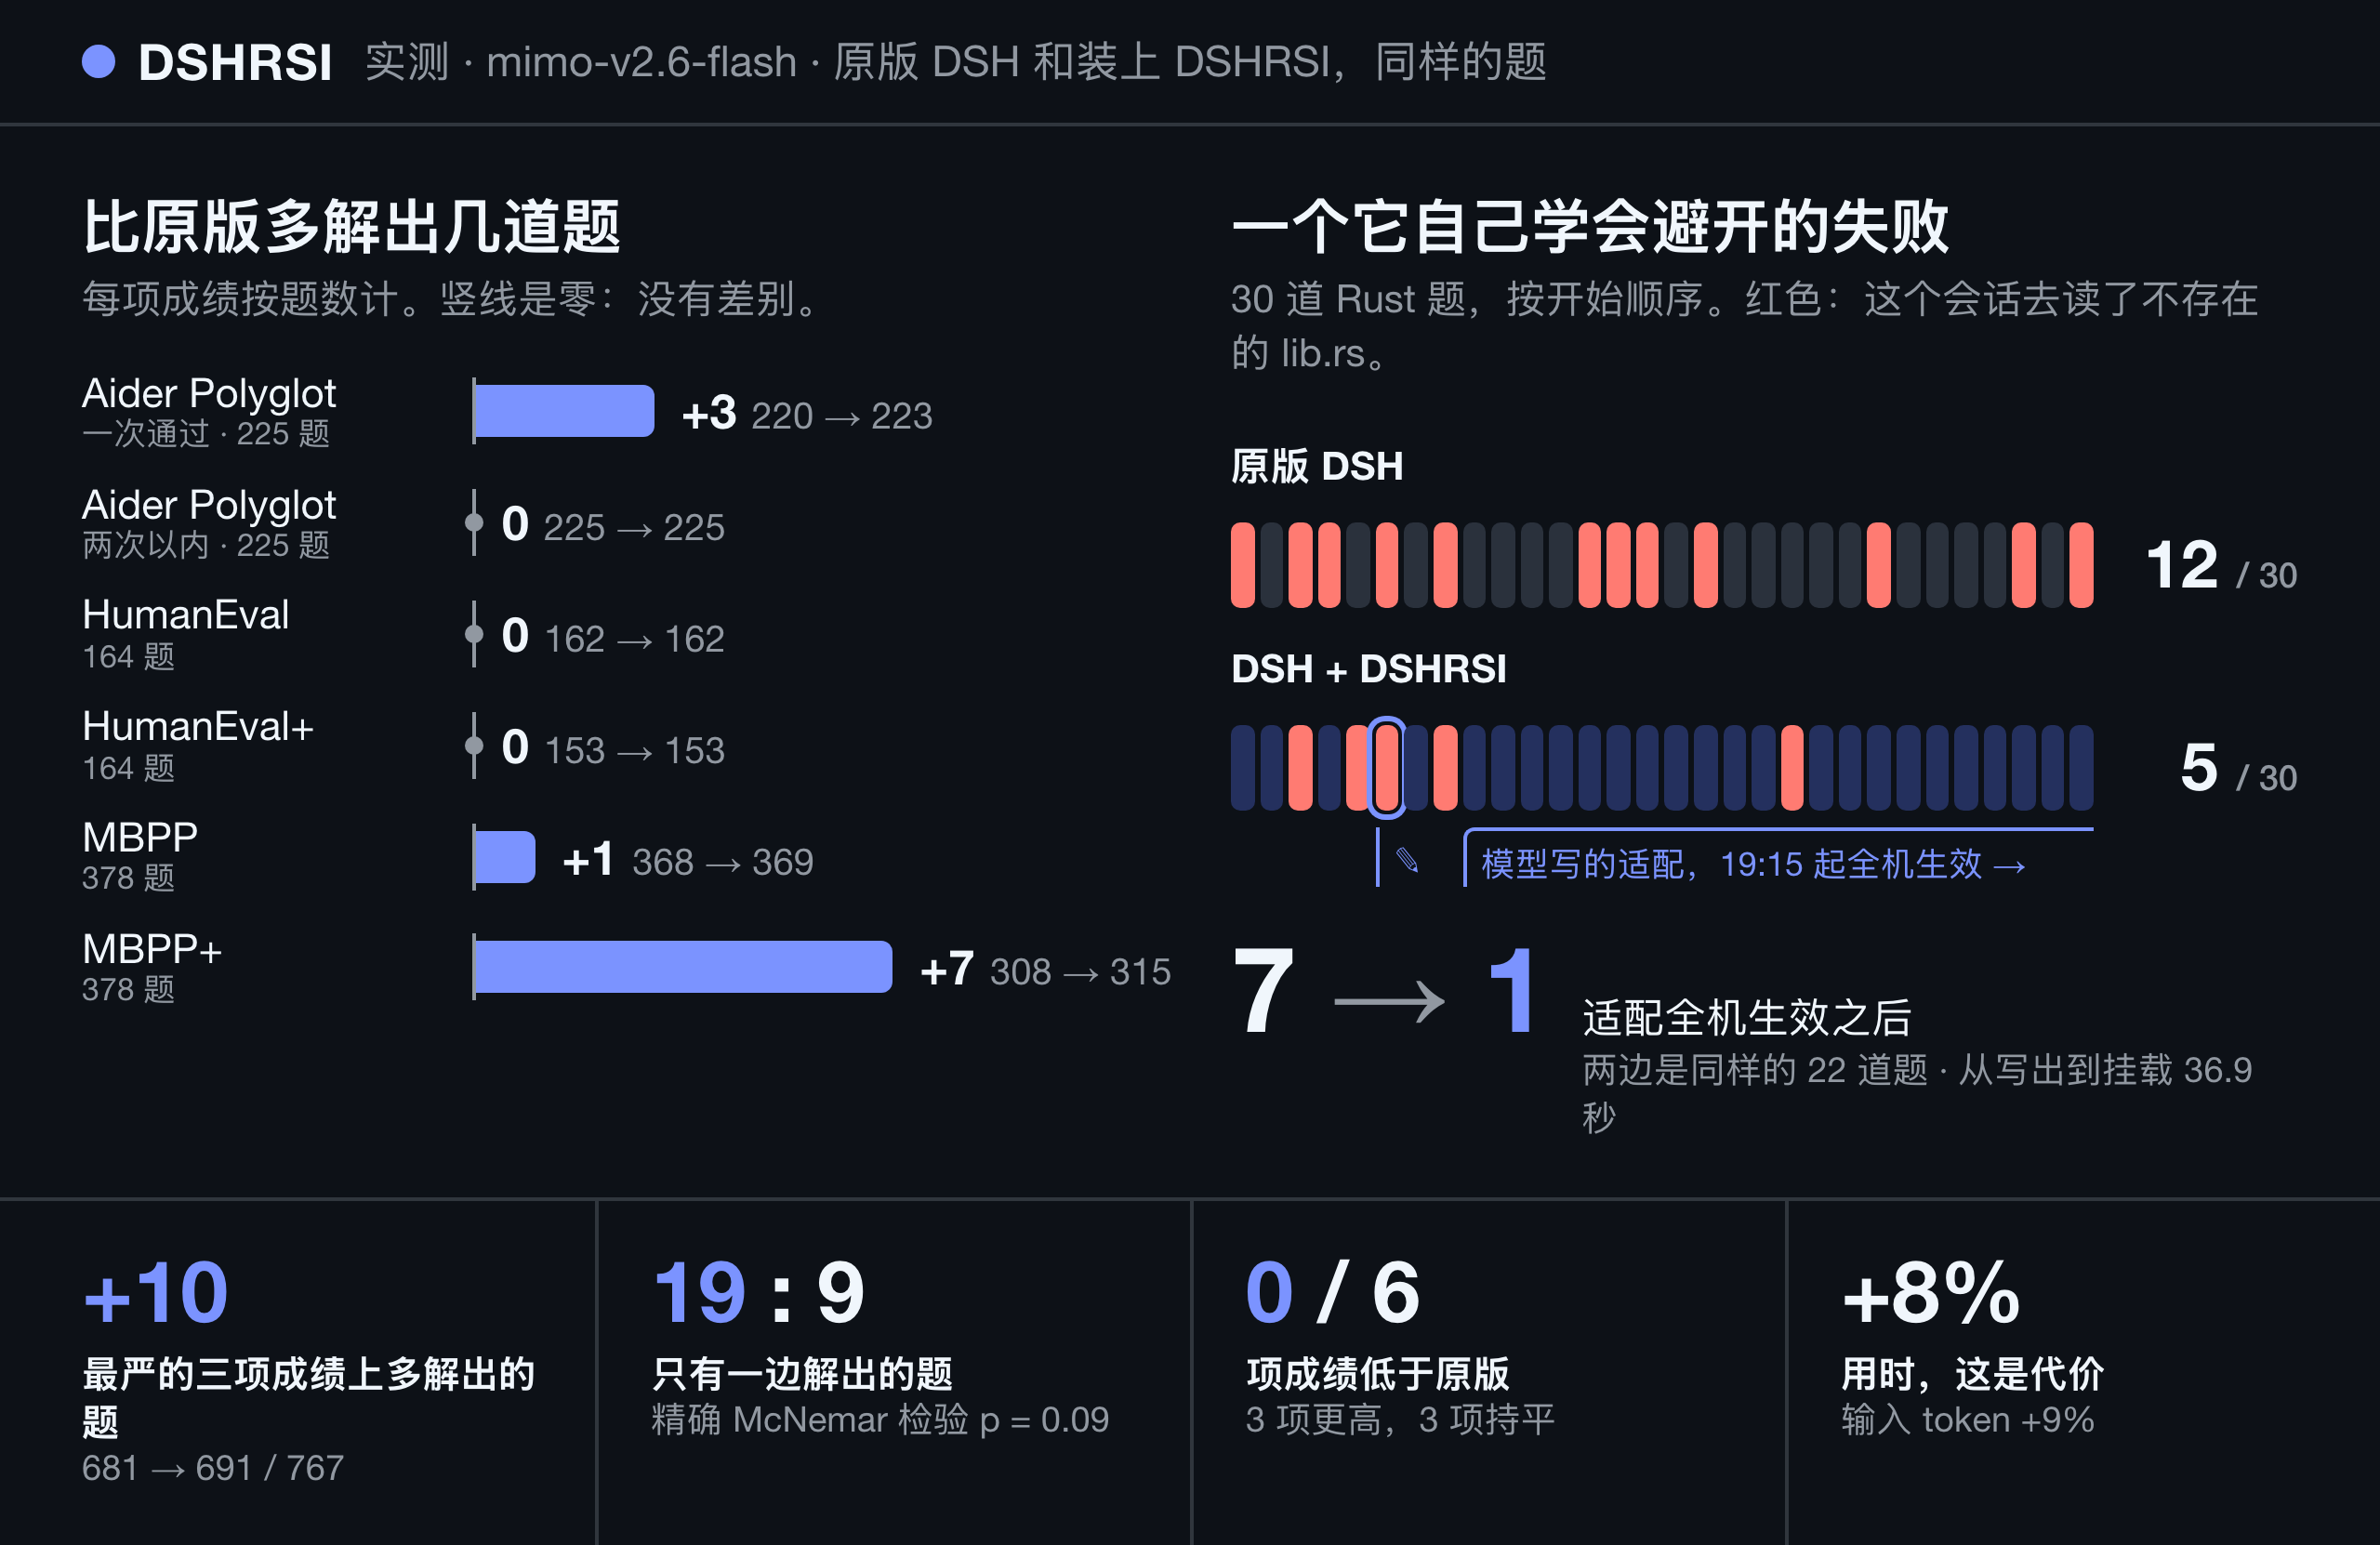 DSHRSI 实测 · mimo-v2.6-flash · 原版 DSH 和装上 DSHRSI，同样的题
比原版多解出几道题
每项成绩按题数计。竖线是零：没有差别。
Aider Polyglot
一次通过 · 225 题
+3 220 → 223
Aider Polyglot
两次以内 · 225 题
0 225 → 225
HumanEval
164 题
0 162 → 162
HumanEval+
164 题
0 153 → 153
MBPP
378 题
+1 368 → 369
MBPP+
378 题
+7 308 → 315
一个它自己学会避开的失败
30 道 Rust 题，按开始顺序。红色：这个会话去读了不存在
的 lib.rs。
原版 DSH
12 / 30
DSH + DSHRSI
5 / 30
✎ 模型写的适配，19:15 起全机生效 →
7 → 1
适配全机生效之后
两边是同样的 22 道题 · 从写出到挂载 36.9
秒
+10
最严的三项成绩上多解出的
题
681 → 691 / 767
19 : 9
只有一边解出的题
精确 McNemar 检验 p = 0.09
0 / 6
项成绩低于原版
3 项更高，3 项持平
+8%
用时，这是代价
输入 token +9%